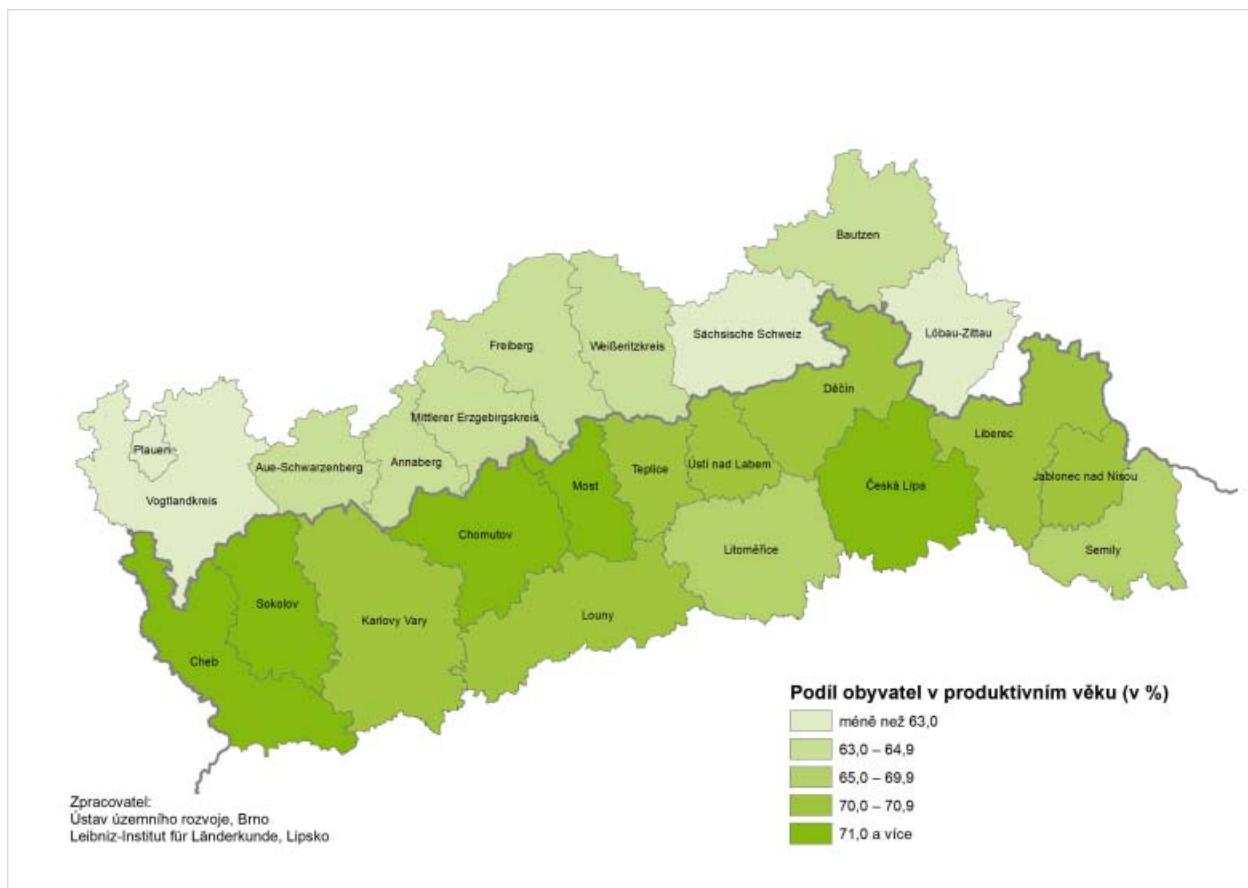 Bautzen
Sächsische Schweiz
Löbau-Zittau
Freiberg
Weißeritzkreis
Děčín
Mittlerer Erzgebirgskreis
Plauen
Aue-Schwarzenberg
Annaberg
Liberec
Teplice
Ústí nad Labem
Jablonec nad Nisou
Most
Česká Lípa
Vogtlandkreis
Chomutov
Litoměřice
Semily
Sokolov
Karlovy Vary
Louny
Cheb
Podíl obyvatel v produktivním věku (v %)
méně než 63,0
63,0 – 64,9
65,0 – 69,9
70,0 – 70,9
71,0 a více
Zpracovatel:
Ústav územního rozvoje, Brno
Leibniz-Institut für Länderkunde, Lipsko